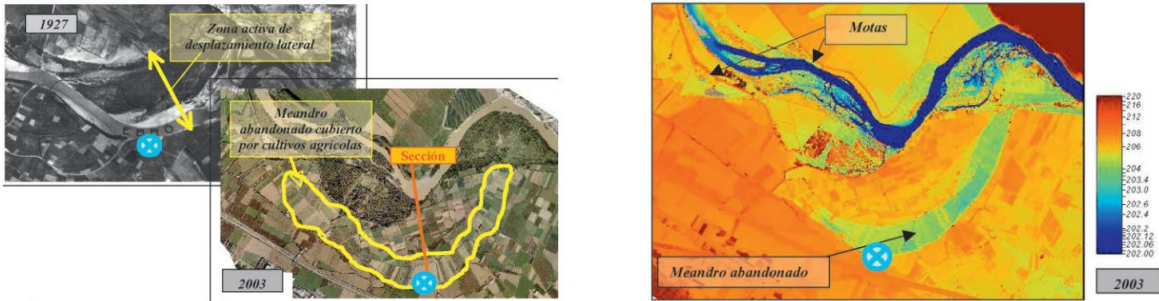 1927
Zona activa de
desplazamiento lateral
EBRO
Meandro
abandonado cubierto
por cultivos agrícolas
Sección
2003
Motas
Meandro abandonado
220
216
212
208
206
204
203.4
203.0
202.6
202.4
202.2
202.12
202.06
202.00
2003